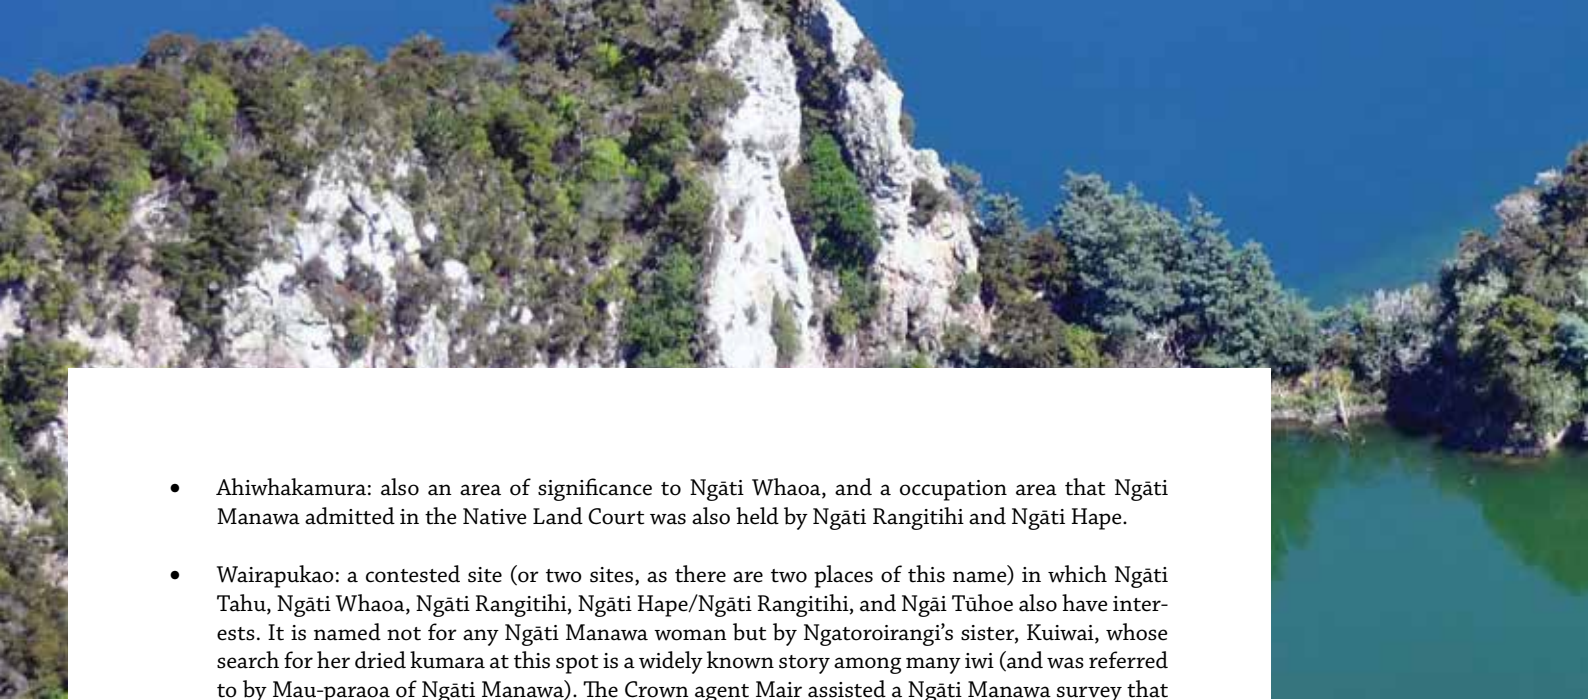 • Ahiwhakamura: also an area of significance to Ngāti Whaoa, and a occupation area that Ngāti
Manawa admitted in the Native Land Court was also held by Ngāti Rangitihi and Ngāti Hape.
• Wairapukao: a contested site (or two sites, as there are two places of this name) in which Ngāti
Tahu, Ngāti Whaoa, Ngāti Rangitihi, Ngāti Hape/Ngāti Rangitihi, and Ngāi Tūhoe also have inter-
ests. It is named not for any Ngāti Manawa woman but by Ngatoroirangi’s sister, Kuiwai, whose
search for her dried kumara at this spot is a widely known story among many iwi (and was referred
to by Mau-paraoa of Ngāti Manawa). The Crown agent Mair assisted a Ngāti Manawa survey that